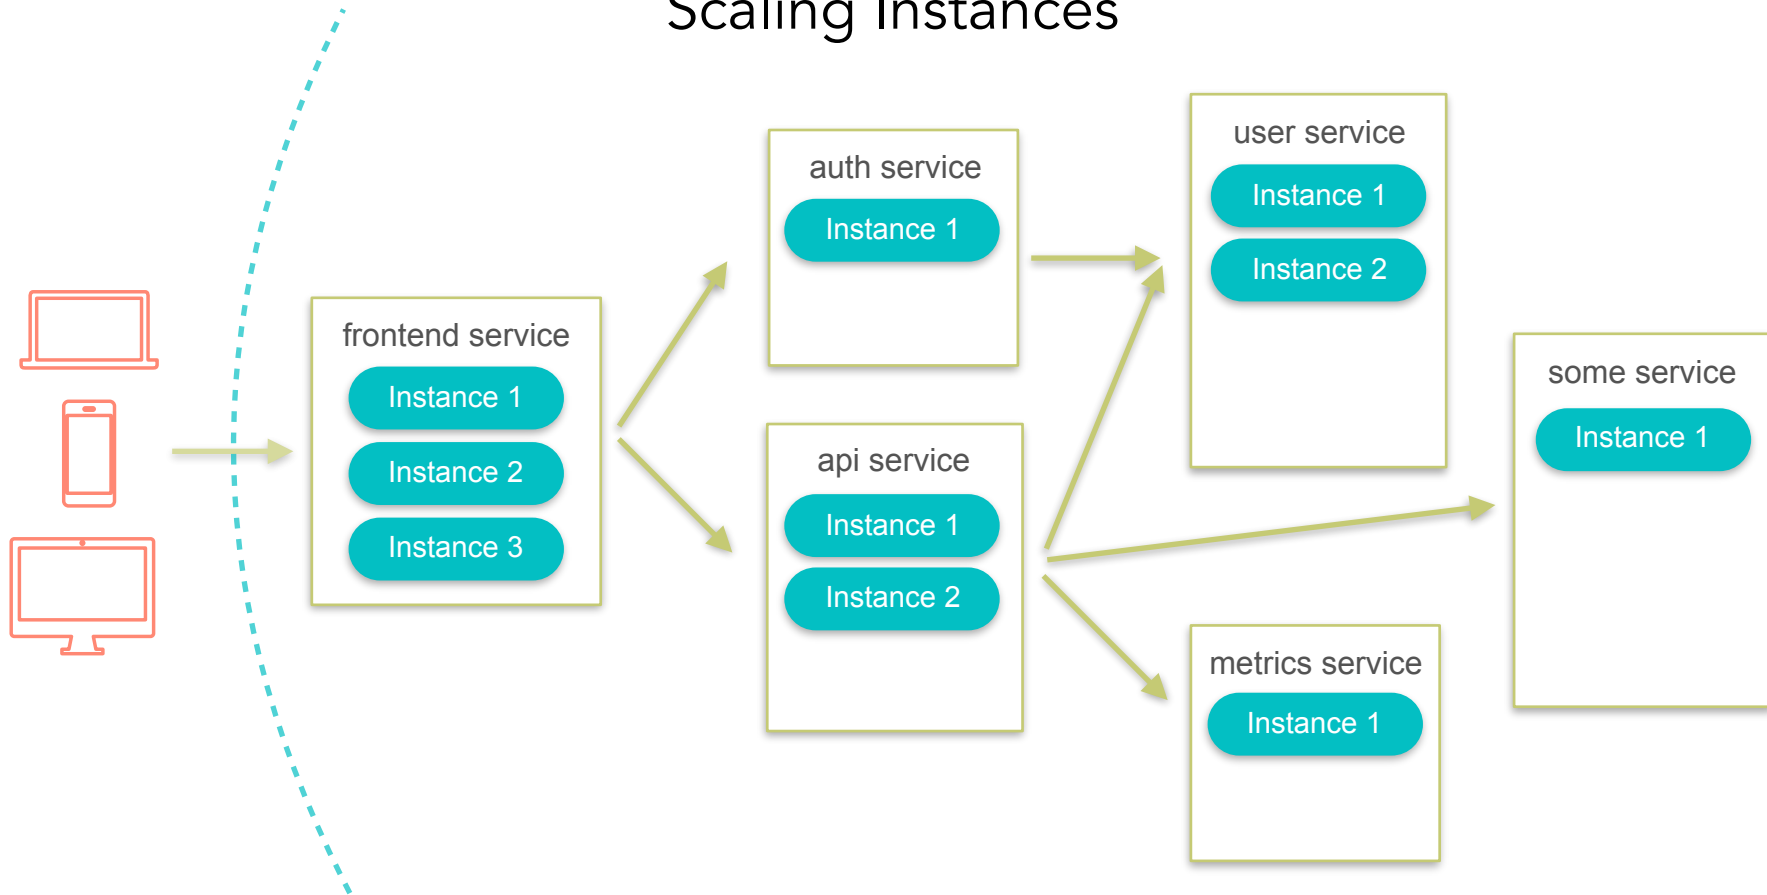 Scaling Instances
frontend service
Instance 1
Instance 2
Instance 3
auth service
Instance 1
api service
Instance 1
Instance 2
user service
Instance 1
Instance 2
metrics service
Instance 1
some service
Instance 1